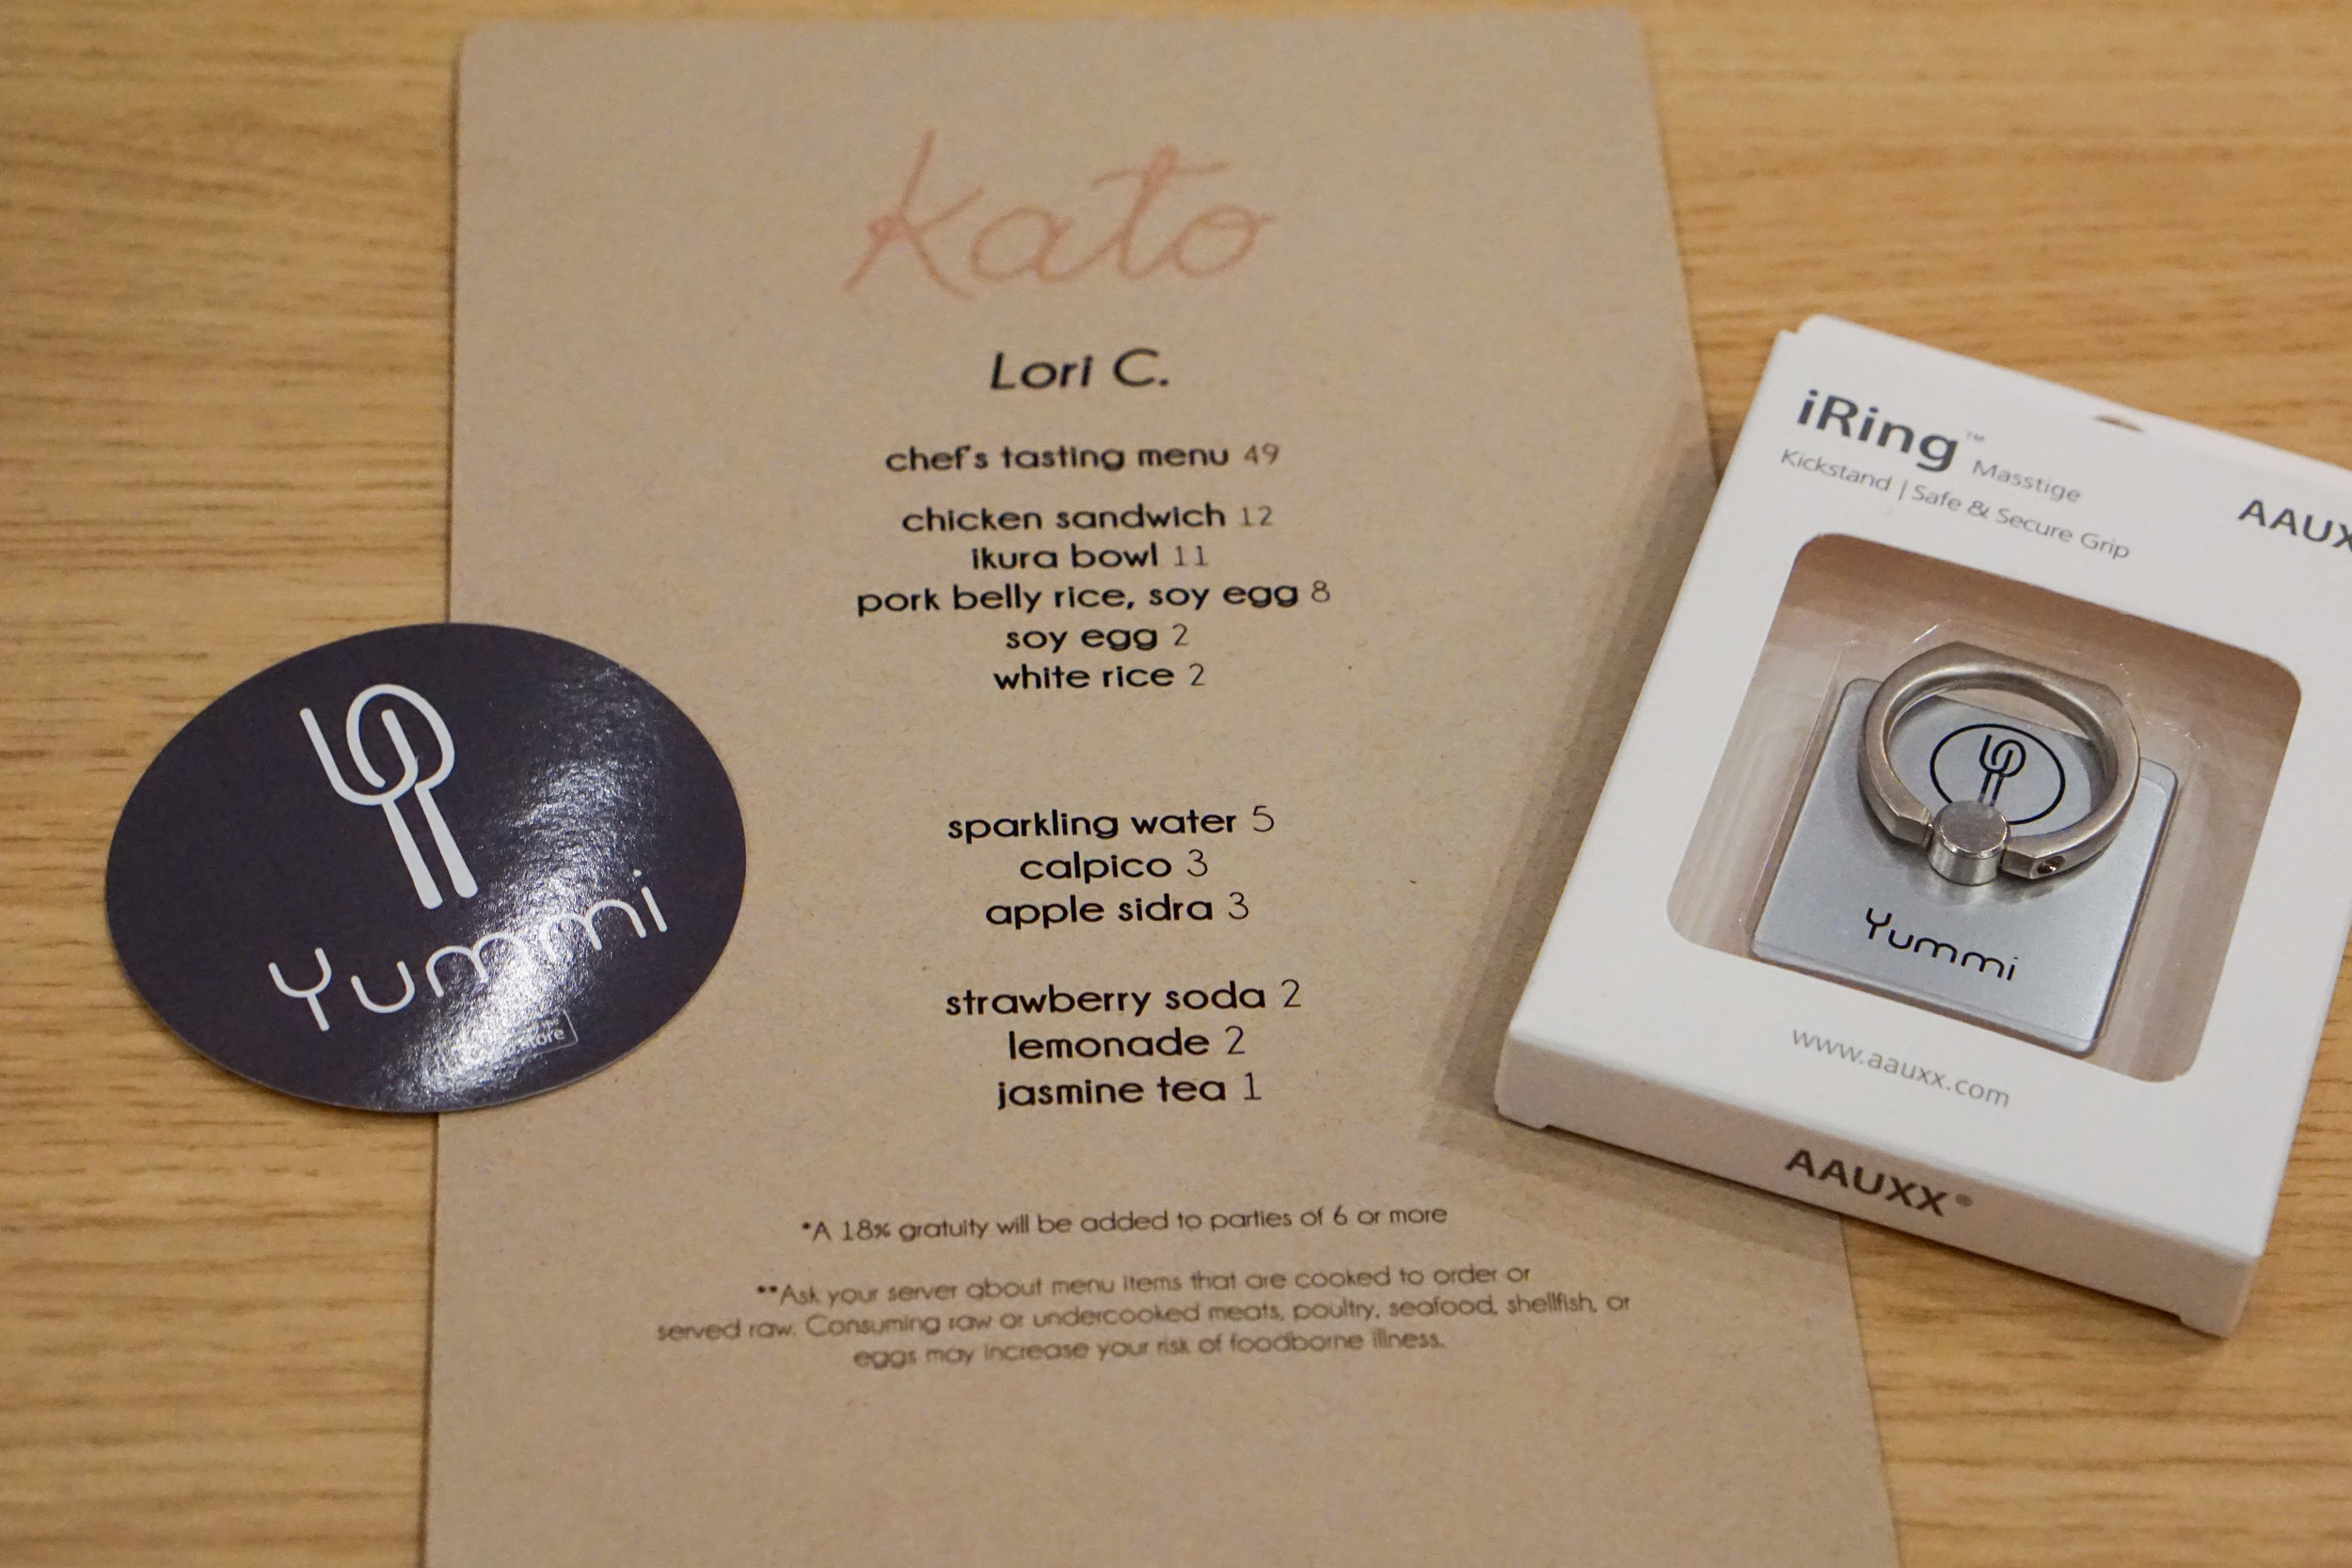 kato
Lori C.
chef's tasting menu 49
chicken sandwich 12
ikura bowl 11
pork belly rice, soy egg 8
soy egg 2
white rice 2
sparkling water 5
calpico 3
apple sidra 3
strawberry soda 2
lemonade 2
jasmine tea 1
*A 18% gratuity will be added to parties of 6 or more
**Ask your server about menu items that are cooked to order or
served raw. Consuming raw or undercooked meats, poultry, seafood, shellfish, or
eggs may increase your risk of foodborne illness.
Yummi
iRing™ Masstige
Kickstand | Safe & Secure Grip
AAUX
Yummi
www.aauxx.com
AAUXX®